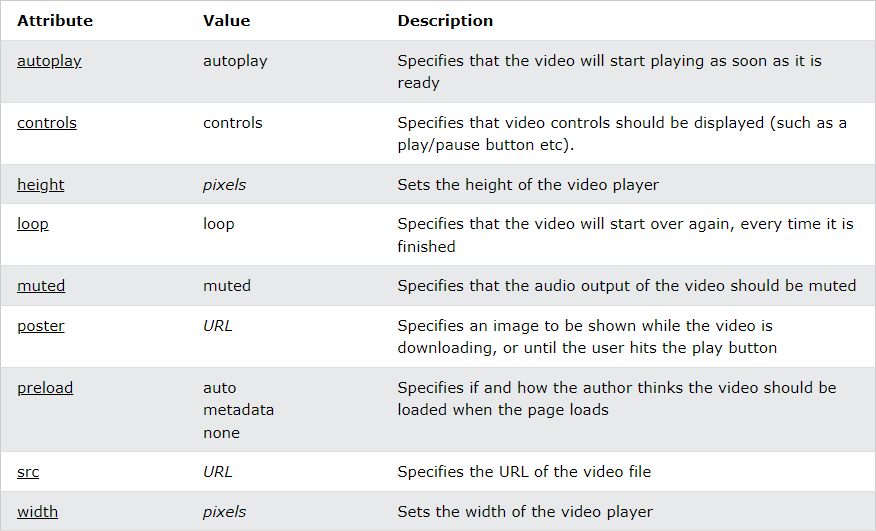 Attribute Value Description
autoplay autoplay Specifies that the video will start playing as soon as it is
ready
controls controls Specifies that video controls should be displayed (such as a
play/pause button etc).
height pixels Sets the height of the video player
loop loop Specifies that the video will start over again, every time it is
finished
muted muted Specifies that the audio output of the video should be muted
poster URL Specifies an image to be shown while the video is
downloading, or until the user hits the play button
preload auto Specifies if and how the author thinks the video should be
metadata loaded when the page loads
none
src URL Specifies the URL of the video file
width pixels Sets the width of the video player